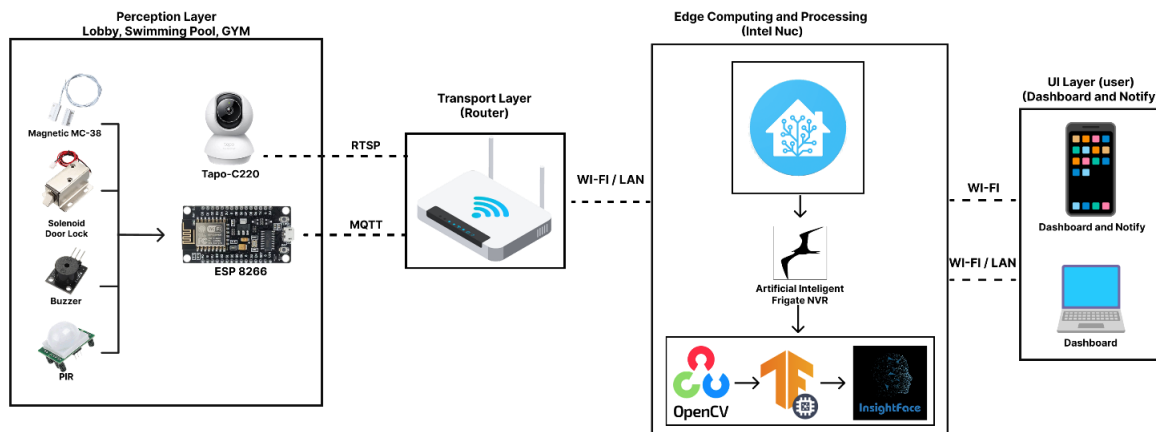 Perception Layer
Lobby, Swimming Pool, GYM
Magnetic MC-38
Solenoid
Door Lock
Buzzer
PIR
Tapo-C220
ESP 8266
RTSP
MQTT
Transport Layer
(Router)
WI-FI / LAN
Edge Computing and Processing
(Intel Nuc)
Artificial Inteligent
Frigate NVR
OpenCV
InsightFace
WI-FI
WI-FI / LAN
UI Layer (user)
(Dashboard and Notify)
Dashboard and Notify
Dashboard